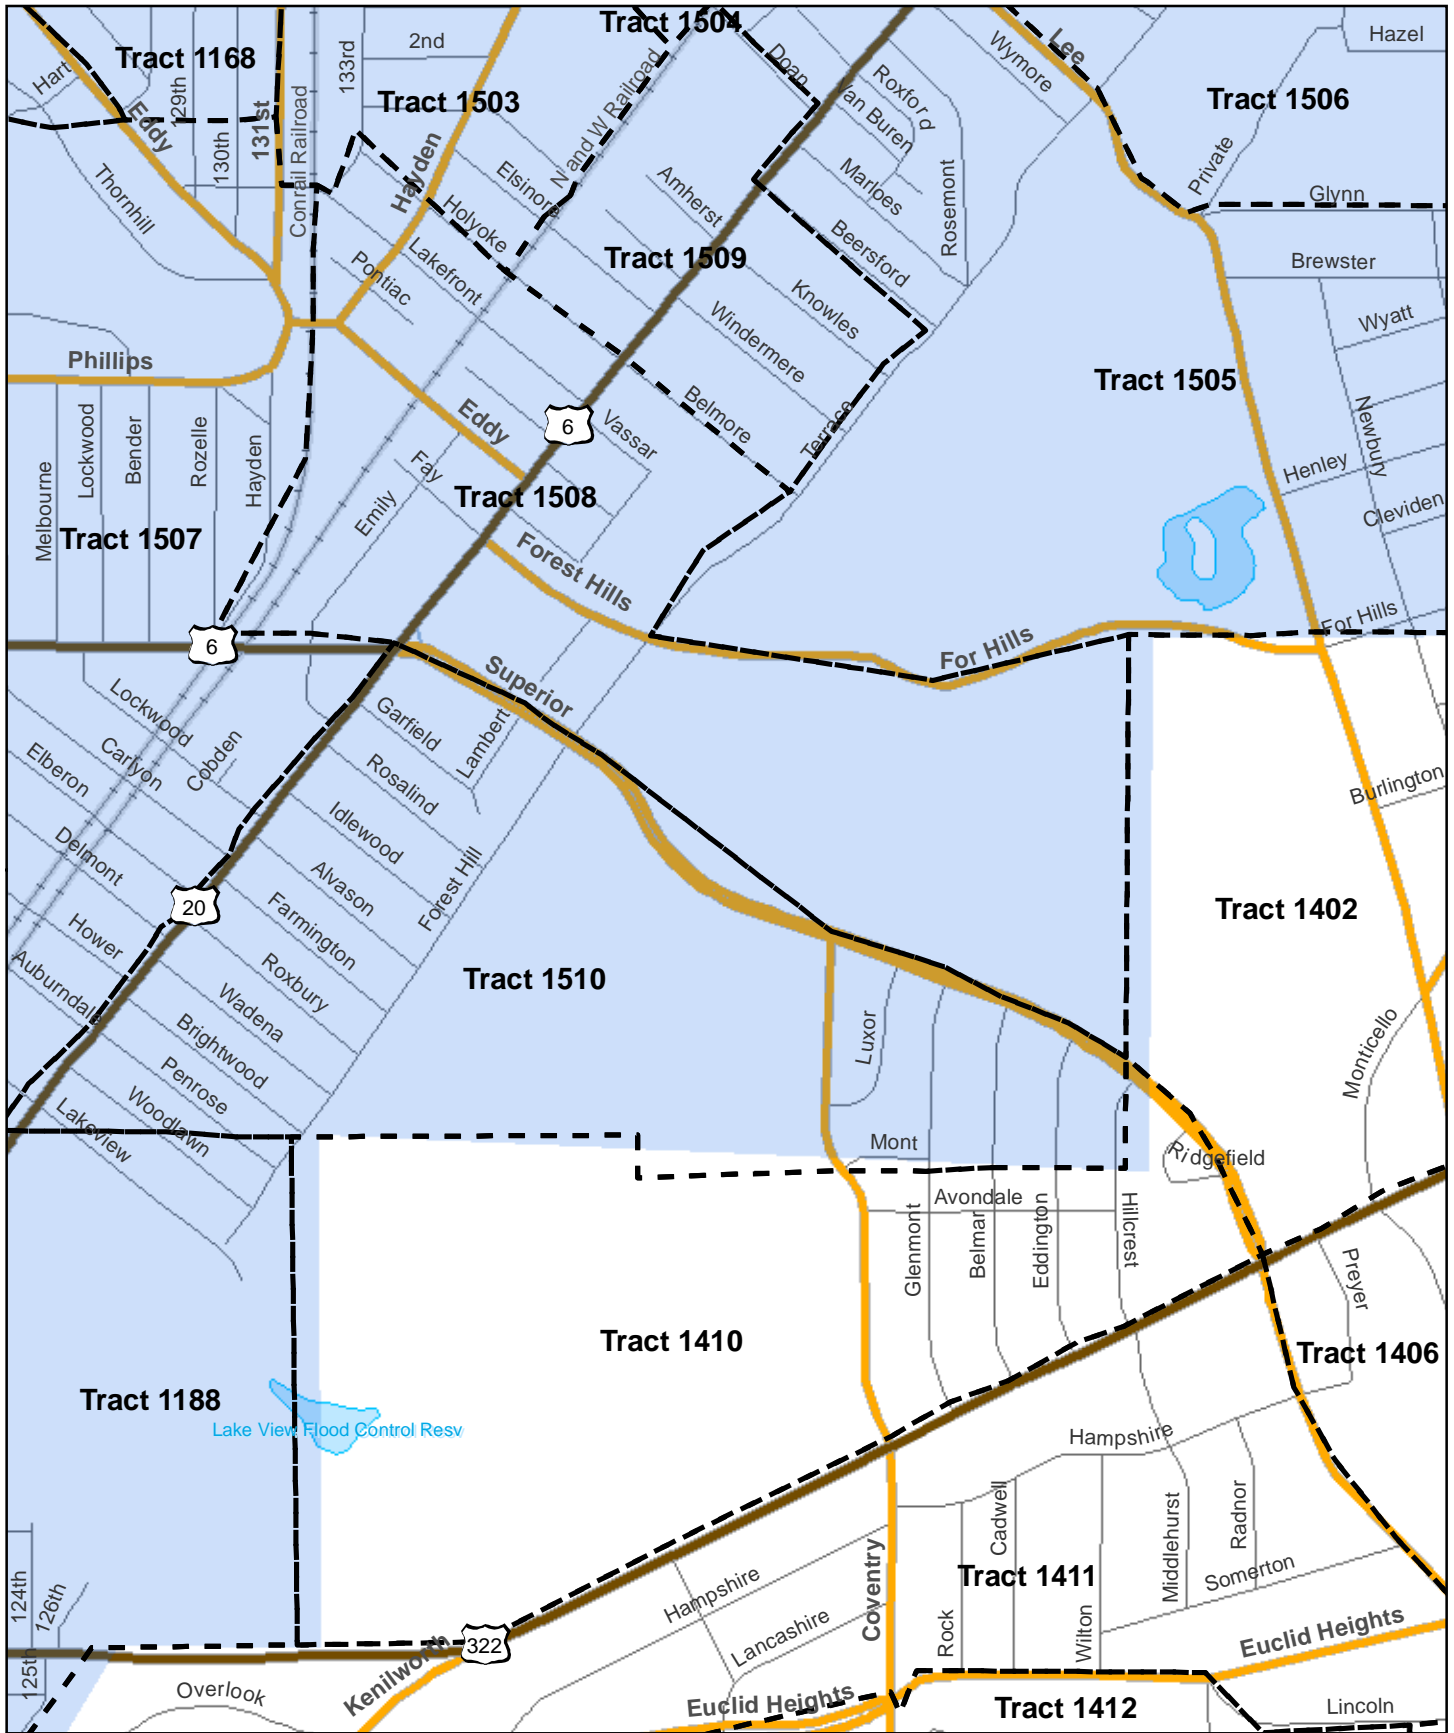 Tract 1504
Lee
Hazel
2nd
133rd
Doan
Wymore
Hart
Tract 1168
129th
131st
Tract 1503
N and W Railroad
Roxford
Van Buren
Tract 1506
Eddy
130th
Conrail Railroad
Hayden
Elsinore
Amherst
Marloes
Rosemont
Private
Glynn
Thornhill
Holyoke
Lakefront
Pontiac
Tract 1509
Beersford
Brewster
Knowles
Windermere
Wyatt
Phillips
Tract 1505
Eddy
6
Vassar
Belmore
Terrace
Newbury
Melbourne
Lockwood
Bender
Rozelle
Hayden
Fay
Emily
Tract 1508
Henley
Cleviden
Tract 1507
Forest Hills
6
For Hills
For Hills
Superior
Lockwood
Garfield
Lambert
Carlyon
Cobden
Elberon
Rosalind
Burlington
Idlewood
Delmont
Alvason
Forest Hill
20
Farmington
Tract 1402
Hower
Roxbury
Auburndale
Tract 1510
Wadena
Brightwood
Luxor
Monticello
Penrose
Woodlawn
Lakeview
Mont
Ridgefield
Avondale
Glenmont
Belmar
Eddington
Hillcrest
Preyer
Tract 1410
Tract 1406
Tract 1188
Lake View Flood Control Resv
Hampshire
Cadwell
Middlehurst
Radnor
Coventry
Tract 1411
Somerton
124th
126th
Hampshire
Lancashire
Rock
Wilton
Euclid Heights
322
125th
Kenilworth
Overlook
Euclid Heights
Tract 1412
Lincoln